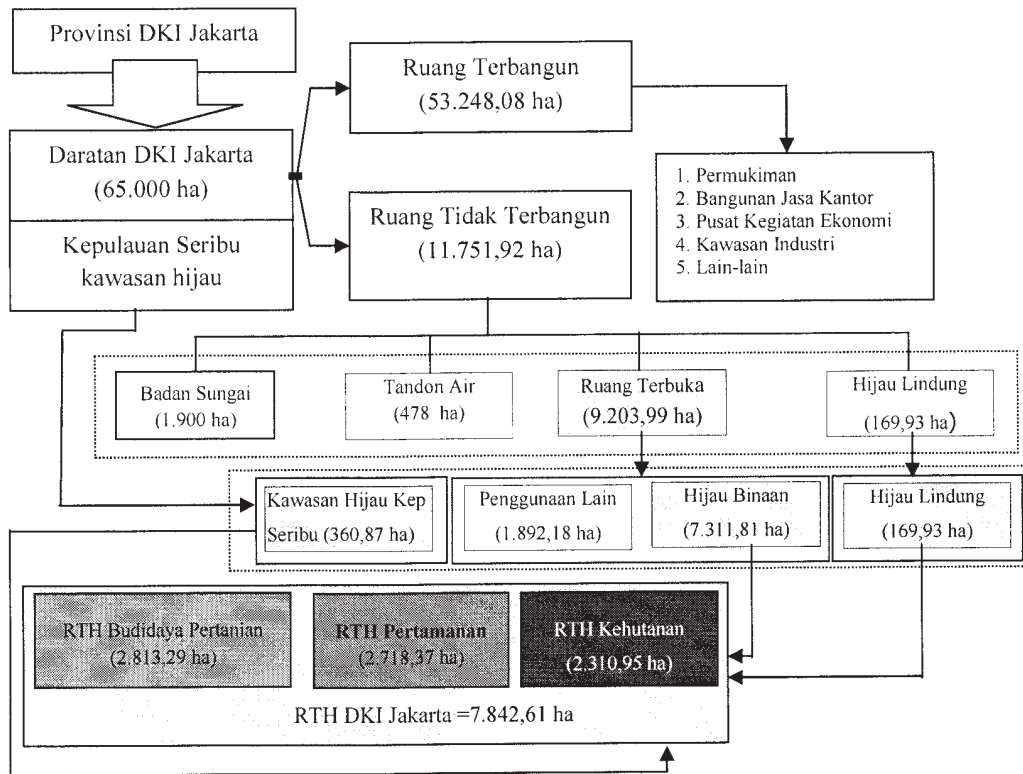 Provinsi DKI Jakarta
Ruang Terbangun
(53.248,08 ha)
Daratan DKI Jakarta
(65.000 ha)
Kepulauan Seribu
kawasan hijau
Ruang Tidak Terbangun
(11.751,92 ha)
1. Permukiman
2. Bangunan Jasa Kantor
3. Pusat Kegiatan Ekonomi
4. Kawasan Industri
5. Lain-lain
Badan Sungai
(1.900 ha)
Tandon Air
(478 ha)
Ruang Terbuka
(9.203,99 ha)
Hijau Lindung
(169,93 ha)
Kawasan Hijau Kep
Seribu (360,87 ha)
Penggunaan Lain
(1.892,18 ha)
Hijau Binaan
(7.311,81 ha)
Hijau Lindung
(169,93 ha)
RTH Budidaya Pertanian
(2.813,29 ha)
RTH Pertamanan
(2.718,37 ha)
RTH Kehutanan
(2.310,95 ha)
RTH DKI Jakarta =7.842,61 ha